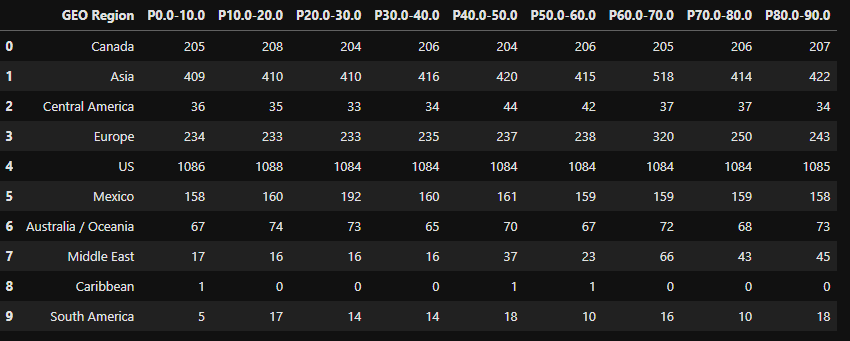 GEO Region P0.0-10.0 P10.0-20.0 P20.0-30.0 P30.0-40.0 P40.0-50.0 P50.0-60.0 P60.0-70.0 P70.0-80.0 P80.0-90.0
0 Canada 205 208 204 206 204 206 205 206 207
1 Asia 409 410 410 416 420 415 518 414 422
2 Central America 36 35 33 34 44 42 37 37 34
3 Europe 234 233 233 235 237 238 320 250 243
4 US 1086 1088 1084 1084 1084 1084 1084 1084 1085
5 Mexico 158 160 192 160 161 159 159 159 158
6 Australia / Oceania 67 74 73 65 70 67 72 68 73
7 Middle East 17 16 16 16 37 23 66 43 45
8 Caribbean 1 0 0 0 1 1 0 0 0
9 South America 5 17 14 14 18 10 16 10 18